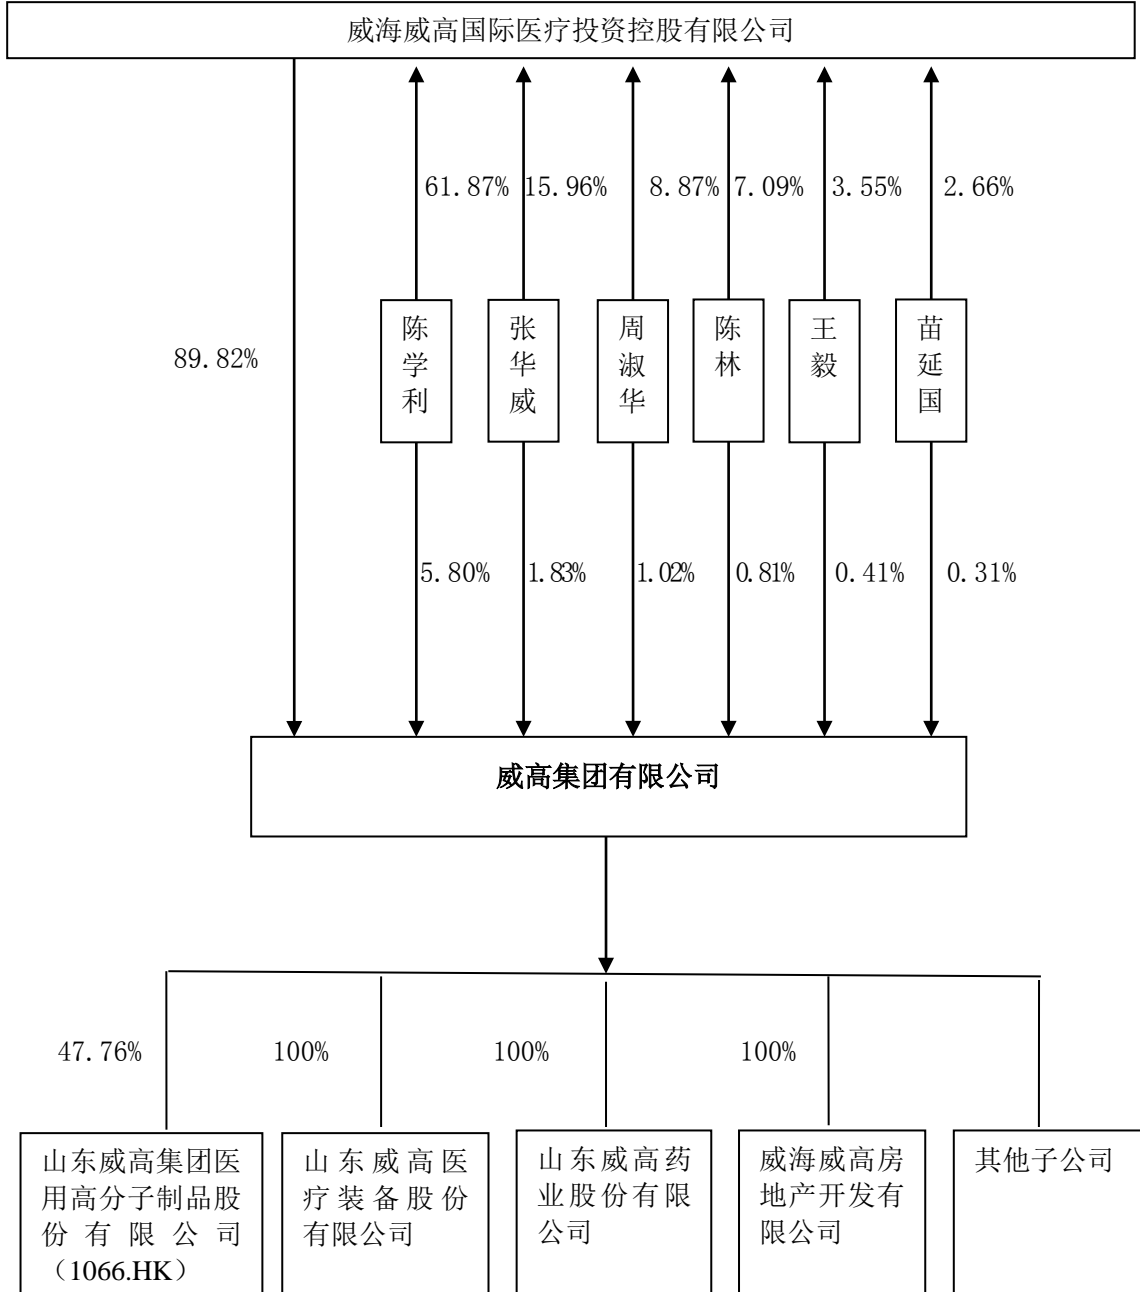 威海威高国际医疗投资控股有限公司
61.87%
15.96%
8.87%
7.09%
3.55%
2.66%
89.82%
陈学利
张华威
周淑华
陈林
王毅
苗延国
5.80%
1.83%
1.02%
0.81%
0.41%
0.31%
威高集团有限公司
47.76%
100%
100%
100%
山东威高集团医
用高分子制品股
份有限公司
（1066.HK）
山东威高医
疗装备股份
有限公司
山东威高药
业股份有限
公司
威海威高房
地产开发有
限公司
其他子公司